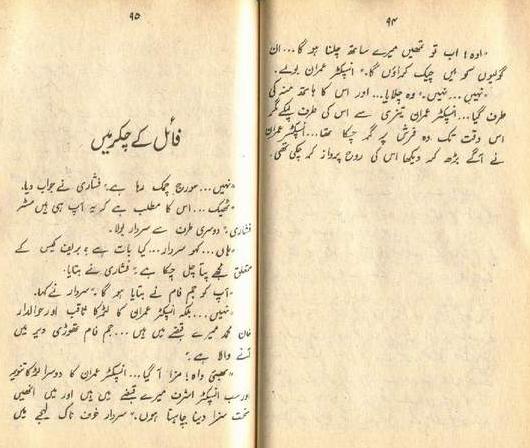 ۹۴
"اوہ! اب تو تمھیں میرے ساتھ چلنا ہو گا... ان
گولیوں کو میں چیک کراؤں گا۔" انسپکٹر عمران بولے۔
"نہیں... نہیں۔" وہ چلایا... اور اس کا ہاتھ منہ کی
طرف گیا... انسپکٹر عمران تیزی سے اس کی طرف لپکے مگر
اس وقت تک وہ فرش پر گر چکا تھا... انسپکٹر عمران
نے آگے بڑھ کر دیکھا اس کی روح پرواز کر چکی تھی۔
۹۵
فائل کے چکر میں
"نہیں... سورج چمک رہا ہے۔" فشاری نے جواب دیا۔
"ٹھیک... اس کا مطلب ہے کہ یہ آپ ہی ہیں مسٹر
فشاری۔" دوسری طرف سے سردار بولا۔
"ہاں... کہو سردار... کیا بات ہے جو بریف کیس کے
متعلق مجھے پتا چل چکا ہے۔" فشاری نے بتایا۔
"آپ کو جم فام نے بتایا ہو گا۔" سردار نے کہا۔
"نہیں... بلکہ انسپکٹر عمران کا لڑکا ثاقب اور حوالدار
خان محمد میرے قبضے میں ہیں... جم فام تھوڑی دیر میں
آنے والا ہے۔"
"بھئی واہ! مزا آ گیا... انسپکٹر عمران کا دوسرا لڑکا تنویر
اور سب انسپکٹر اشرف میرے قبضے میں ہیں اور میں انھیں
سخت سزا دینا چاہتا ہوں۔" سردار خوف ناک لہجے میں